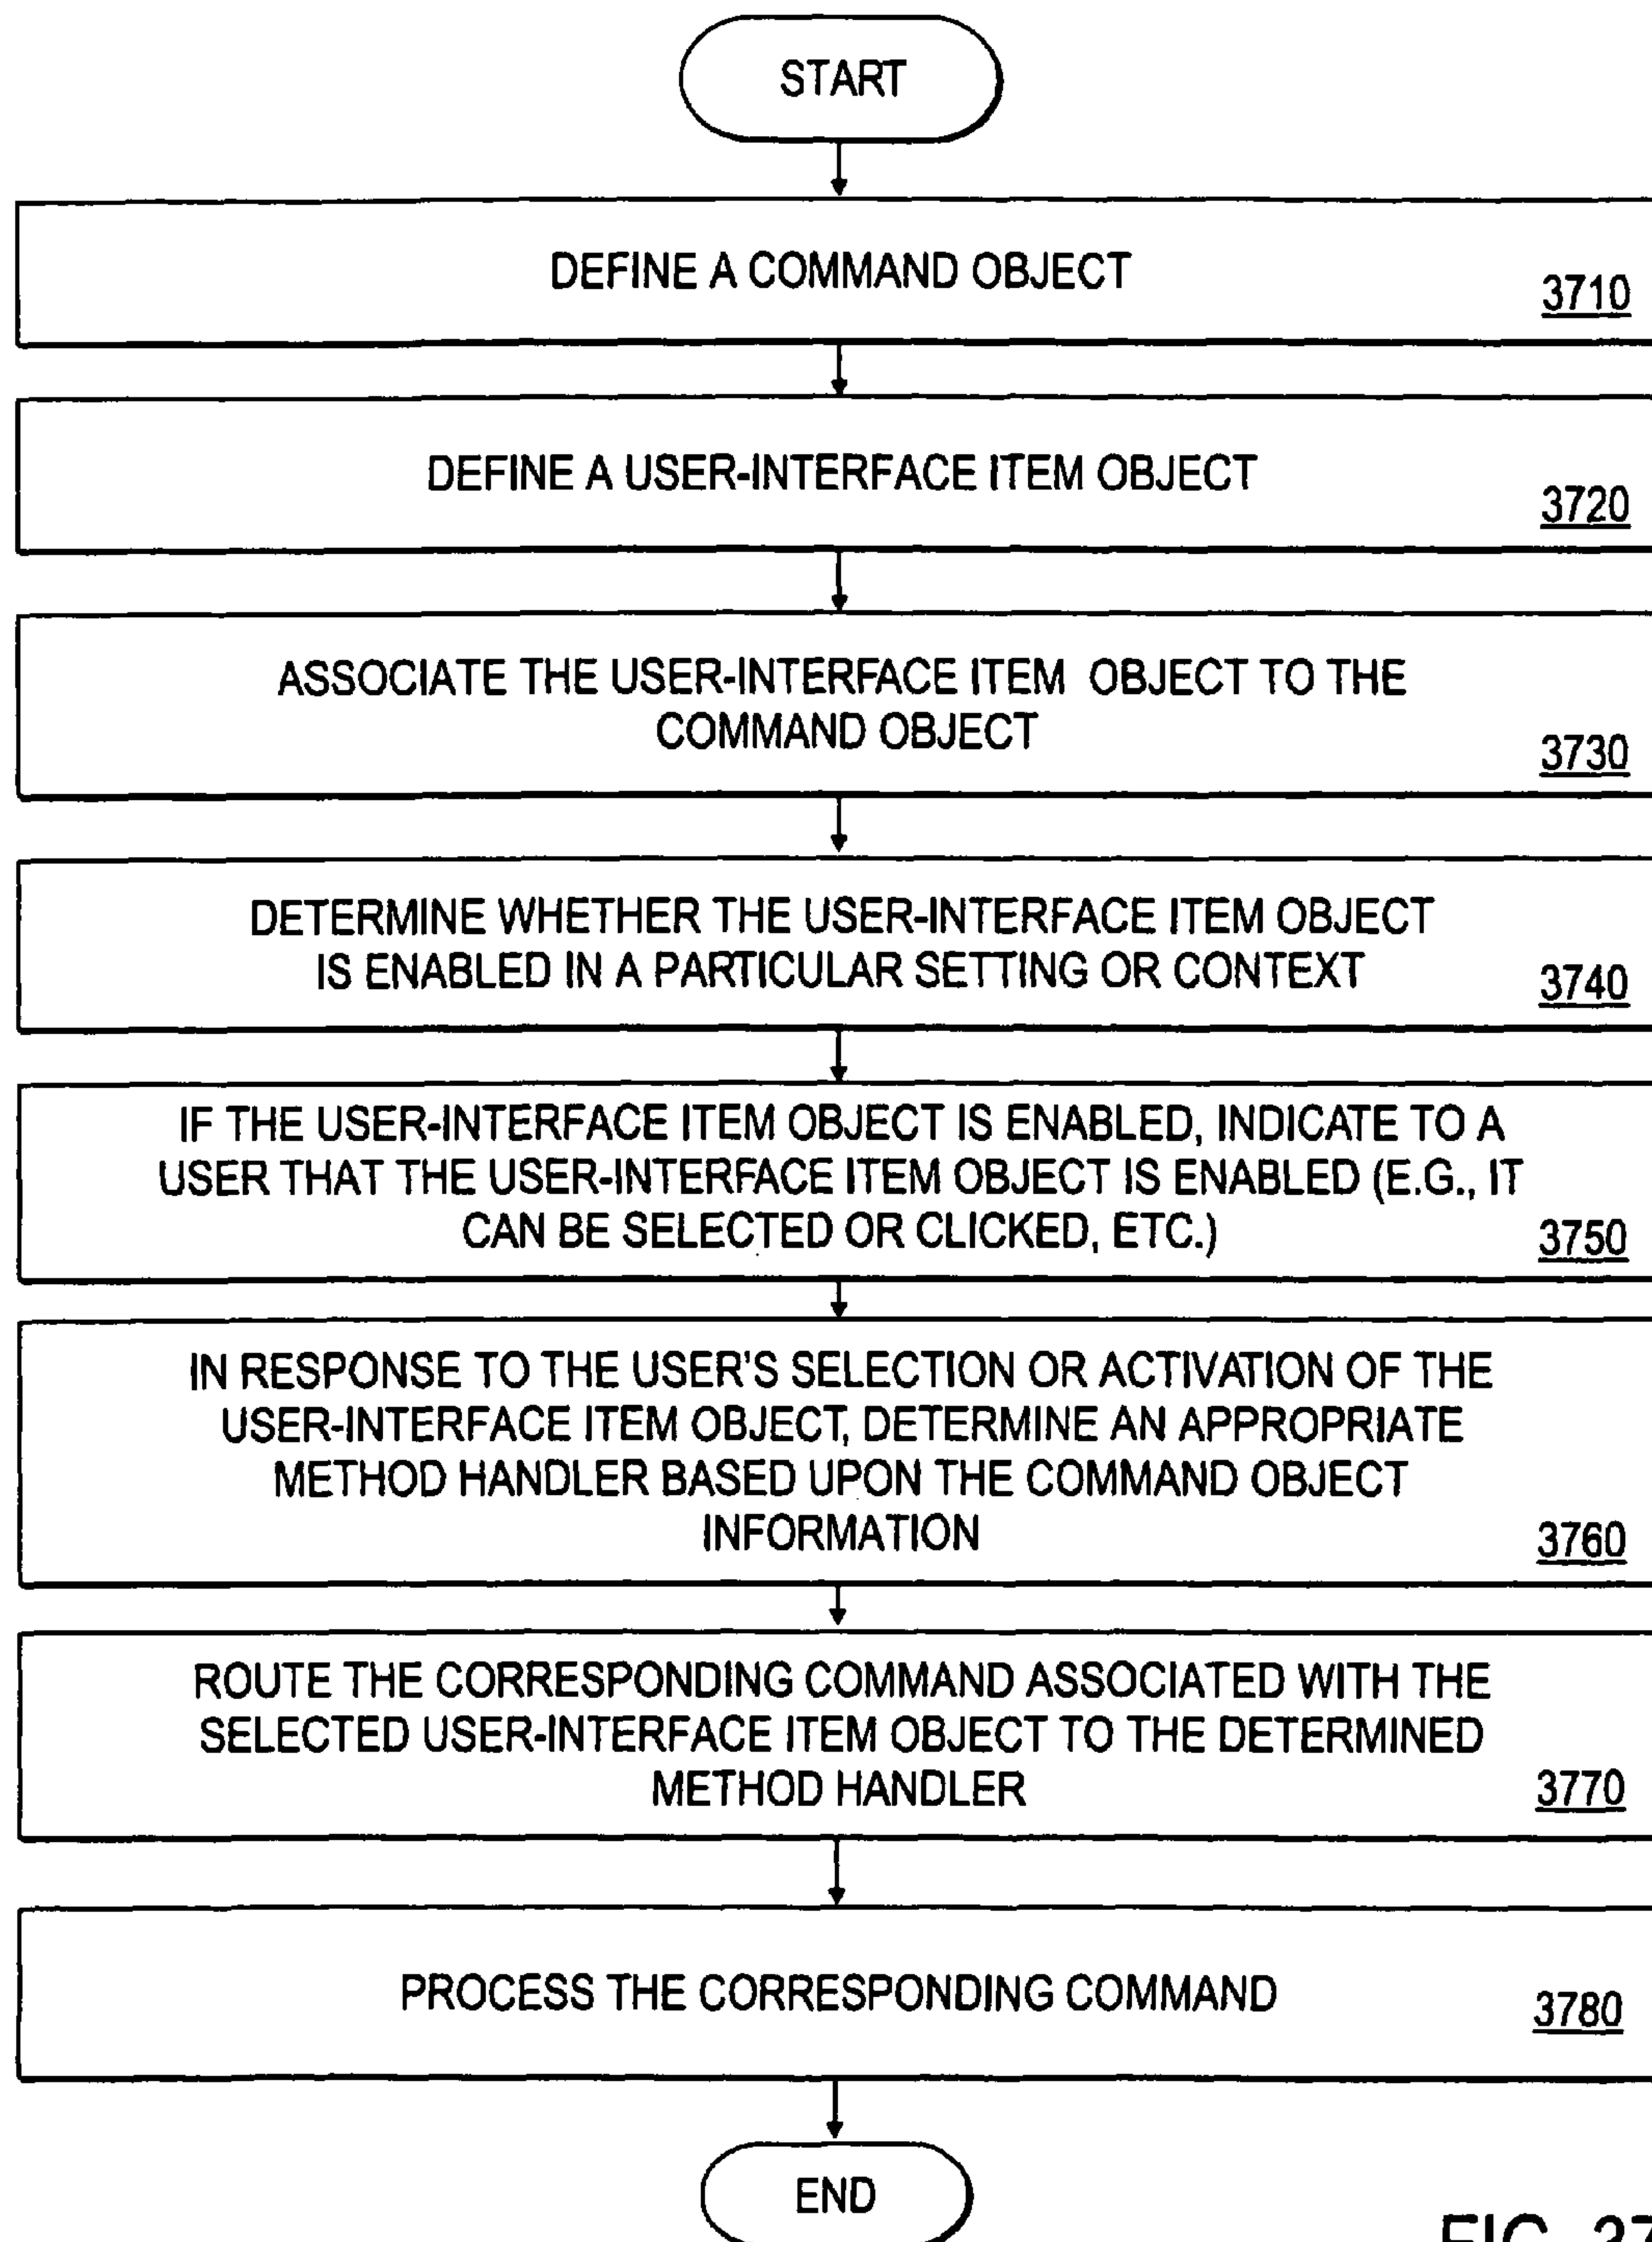 START
DEFINE A COMMAND OBJECT
3710
DEFINE A USER-INTERFACE ITEM OBJECT
3720
ASSOCIATE THE USER-INTERFACE ITEM OBJECT TO THE
COMMAND OBJECT
3730
DETERMINE WHETHER THE USER-INTERFACE ITEM OBJECT
IS ENABLED IN A PARTICULAR SETTING OR CONTEXT
3740
IF THE USER-INTERFACE ITEM OBJECT IS ENABLED, INDICATE TO A
USER THAT THE USER-INTERFACE ITEM OBJECT IS ENABLED (E.G., IT
CAN BE SELECTED OR CLICKED, ETC.)
3750
IN RESPONSE TO THE USER'S SELECTION OR ACTIVATION OF THE
USER-INTERFACE ITEM OBJECT, DETERMINE AN APPROPRIATE
METHOD HANDLER BASED UPON THE COMMAND OBJECT
INFORMATION
3760
ROUTE THE CORRESPONDING COMMAND ASSOCIATED WITH THE
SELECTED USER-INTERFACE ITEM OBJECT TO THE DETERMINED
METHOD HANDLER
3770
PROCESS THE CORRESPONDING COMMAND
3780
END
FIG. 37